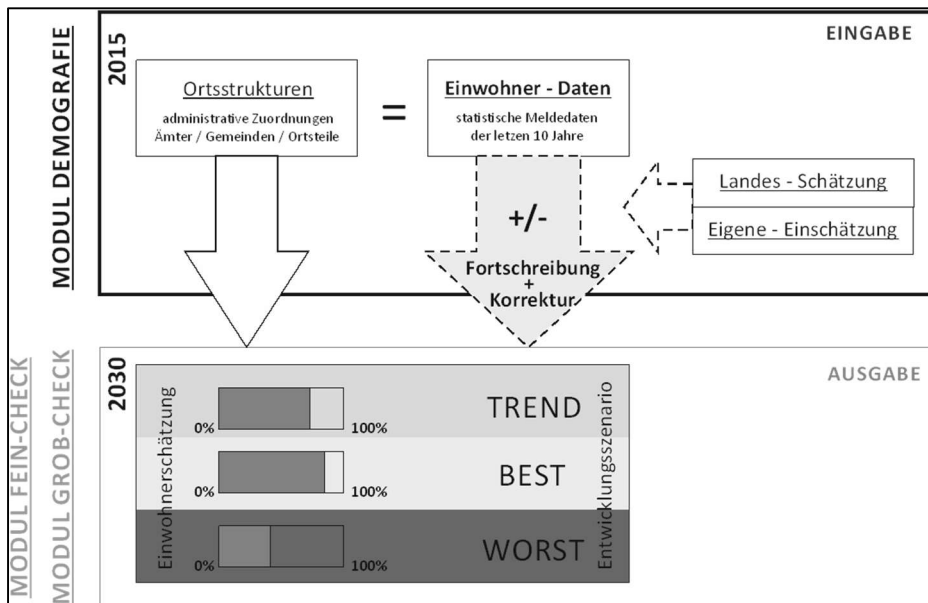 MODUL DEMOGRAFIE
2015
EINGABE
Ortsstrukturen
administrative Zuordnungen
Ämter / Gemeinden / Ortsteile
=
Einwohner - Daten
statistische Meldedaten
der letzen 10 Jahre
Landes - Schätzung
Eigene - Einschätzung
+/-
Fortschreibung
+
Korrektur
MODUL FEIN-CHECK
MODUL GROB-CHECK
2030
AUSGABE
Einwohnerschätzung
0% 100%
TREND
0% 100%
BEST
0% 100%
WORST
Entwicklungsszenario